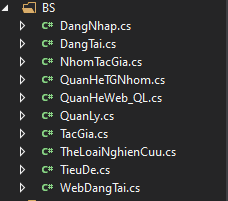 BS
C# DangNhap.cs
C# DangTai.cs
C# NhomTacGia.cs
C# QuanHeTGNhom.cs
C# QuanHeWeb_QL.cs
C# QuanLy.cs
C# TacGia.cs
C# TheLoaiNghienCuu.cs
C# TieuDe.cs
C# WebDangTai.cs